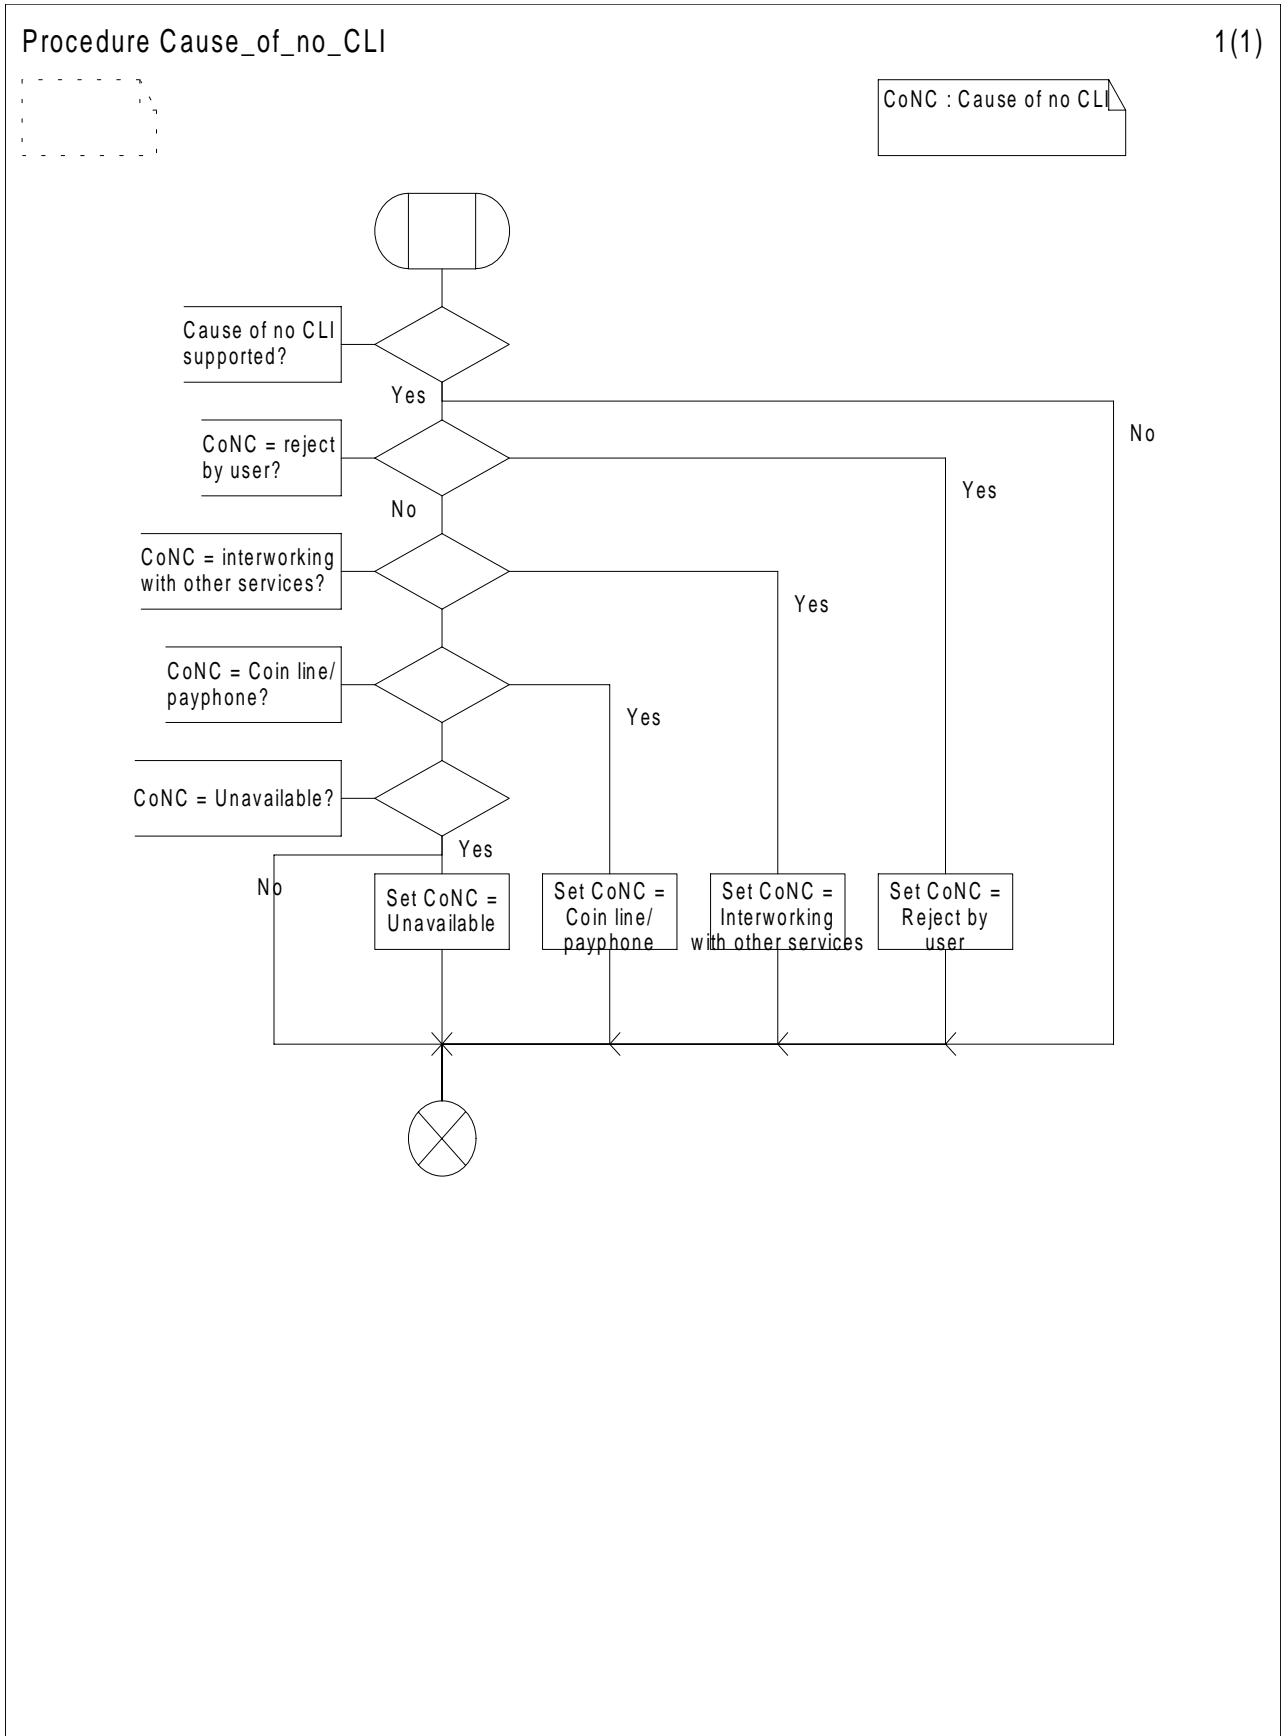 Procedure Cause_of_no_CLI
1(1)
CoNC : Cause of no CLI
Cause of no CLI
supported?
Yes
No
CoNC = reject
by user?
Yes
No
CoNC = interworking
with other services?
Yes
CoNC = Coin line/
payphone?
Yes
CoNC = Unavailable?
Yes
No
Set CoNC =
Unavailable
Set CoNC =
Coin line/
payphone
Set CoNC =
Interworking
with other services
Set CoNC =
Reject by
user